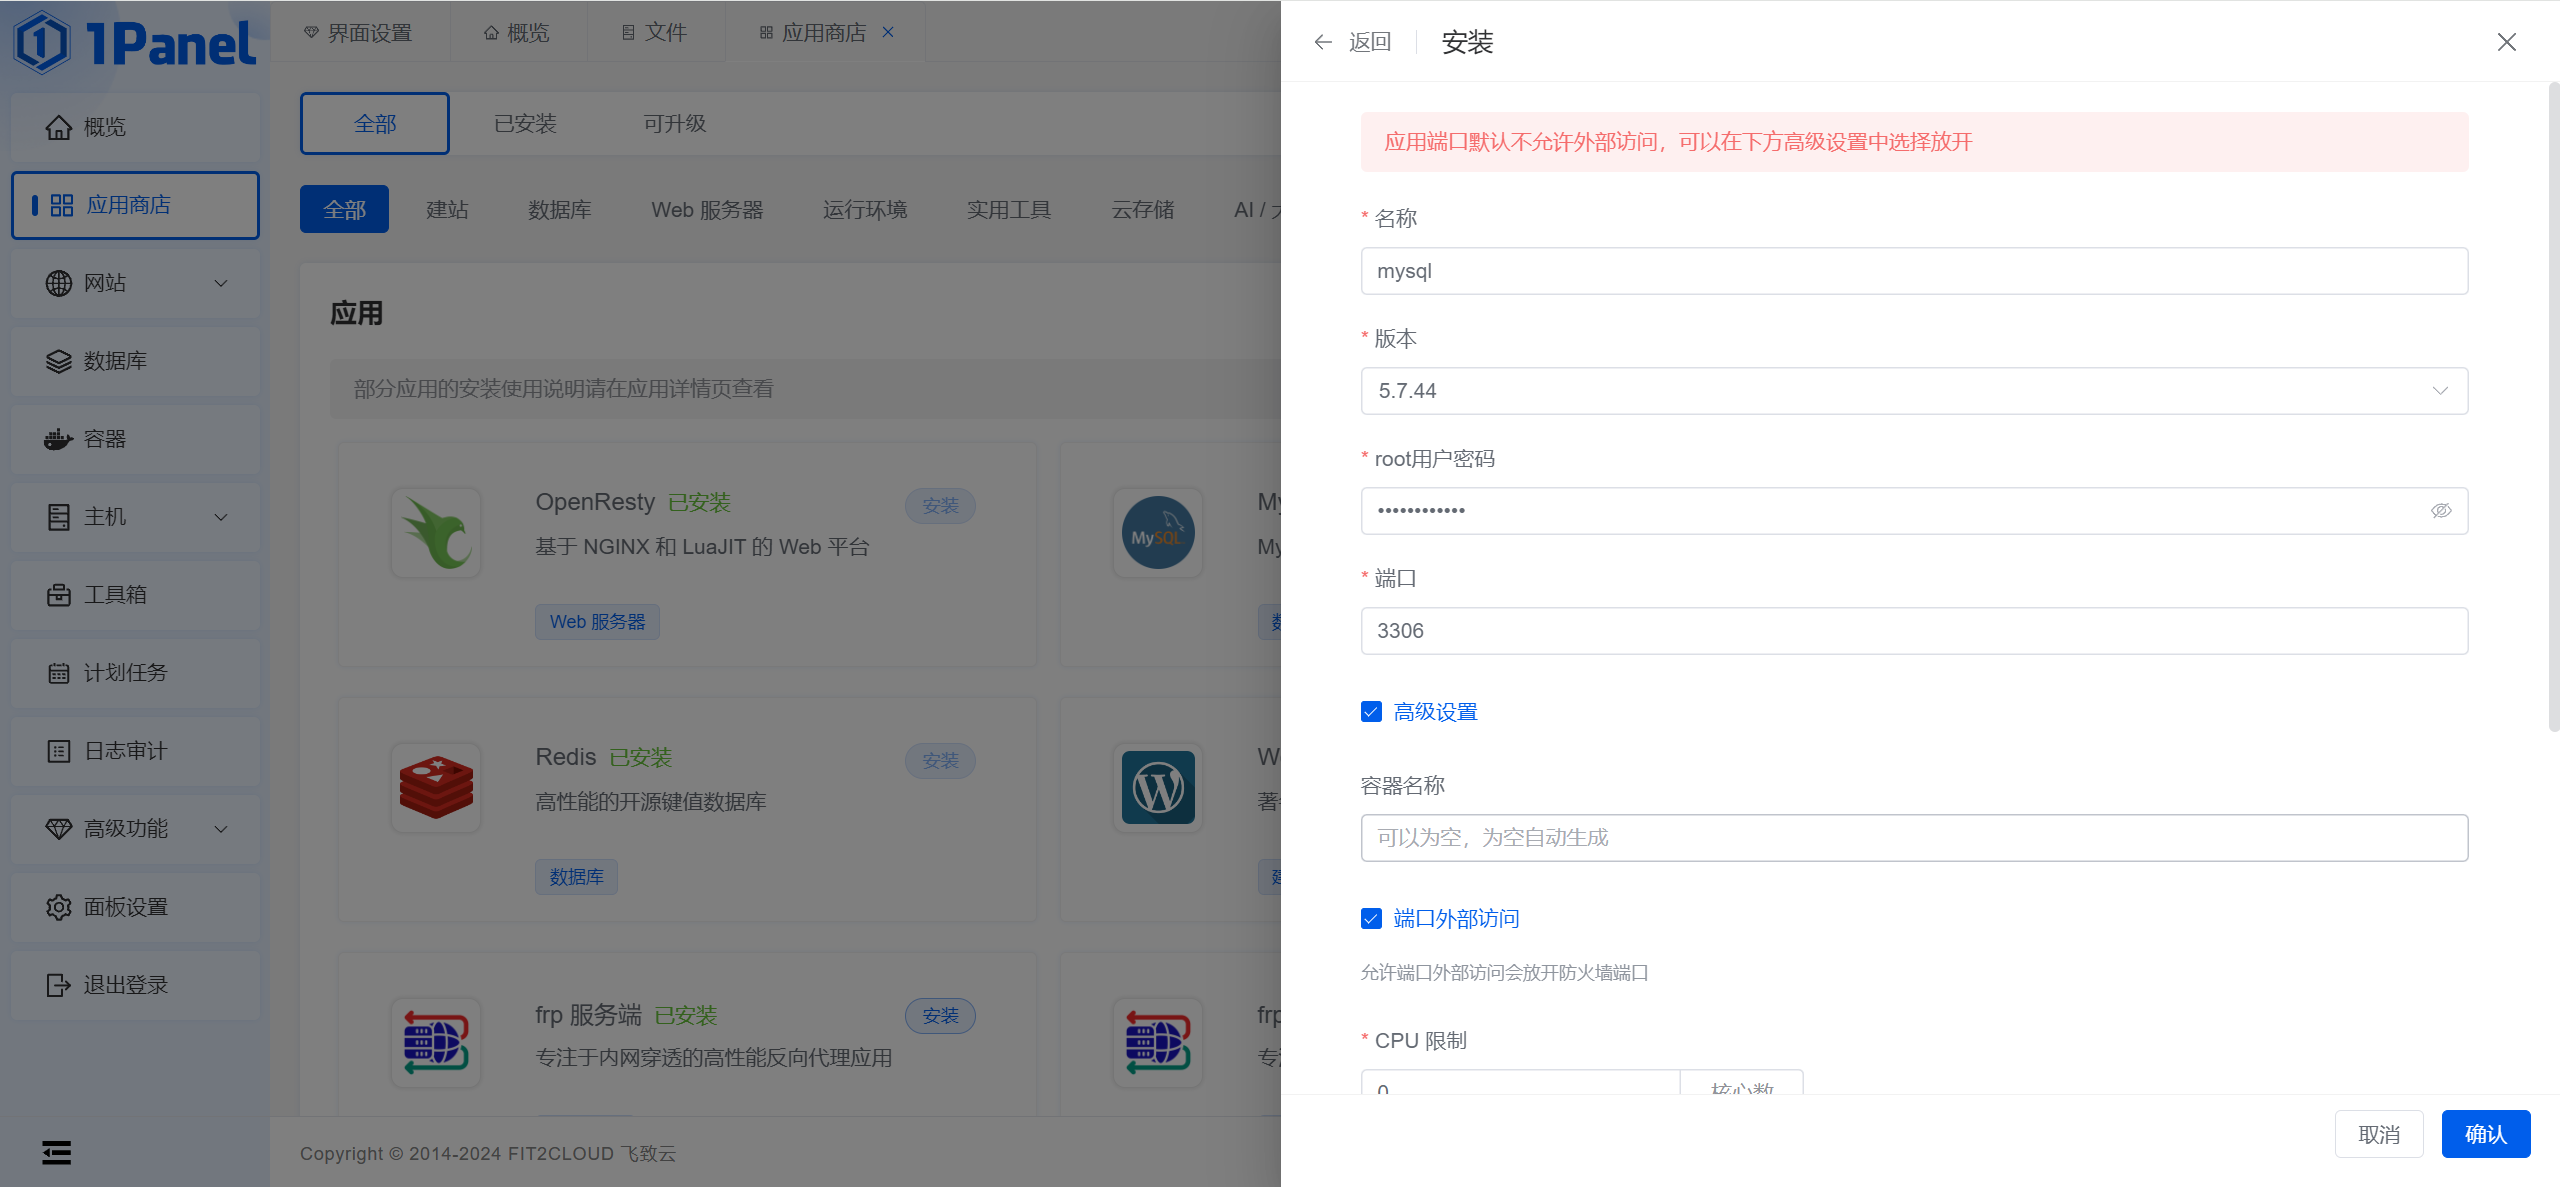 1Panel
界面设置
概览
文件
应用商店
返回
安装
概览
应用商店
网站
数据库
容器
主机
工具箱
计划任务
日志审计
高级功能
面板设置
退出登录
全部
已安装
可升级
全部
建站
数据库
Web 服务器
运行环境
实用工具
云存储
AI /
应用
部分应用的安装使用说明请在应用详情页查看
OpenResty 已安装
安装
基于 NGINX 和 LuaJIT 的 Web 平台
Web 服务器
MySQL
My
My
数
Redis 已安装
安装
高性能的开源键值数据库
数据库
W
著
建
frp 服务端 已安装
安装
专注于内网穿透的高性能反向代理应用
frp
专
Copyright © 2014-2024 FIT2CLOUD 飞致云
应用端口默认不允许外部访问，可以在下方高级设置中选择放开
* 名称
mysql
* 版本
5.7.44
* root用户密码
••••••••••••
* 端口
3306
高级设置
容器名称
可以为空，为空自动生成
端口外部访问
允许端口外部访问会放开防火墙端口
* CPU 限制
0
核心数
取消
确认